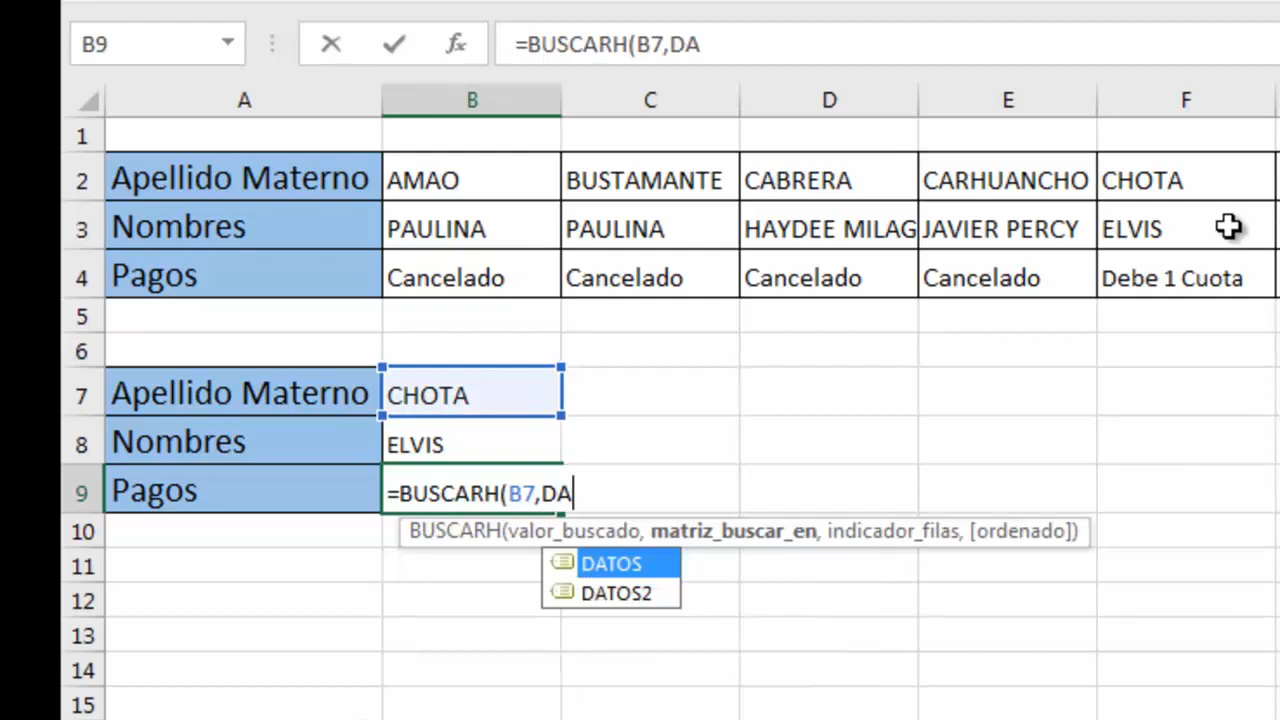 B9 fx =BUSCARH(B7,DA
A B C D E F
1
2 Apellido Materno AMAO BUSTAMANTE CABRERA CARHUANCHO CHOTA
3 Nombres PAULINA PAULINA HAYDEE MILAG JAVIER PERCY ELVIS
4 Pagos Cancelado Cancelado Cancelado Cancelado Debe 1 Cuota
5
6
7 Apellido Materno CHOTA
8 Nombres ELVIS
9 Pagos =BUSCARH(B7,DA
10 BUSCARH(valor_buscado, matriz_buscar_en, indicador_filas, [ordenado])
11 DATOS
12 DATOS2
13
14
15